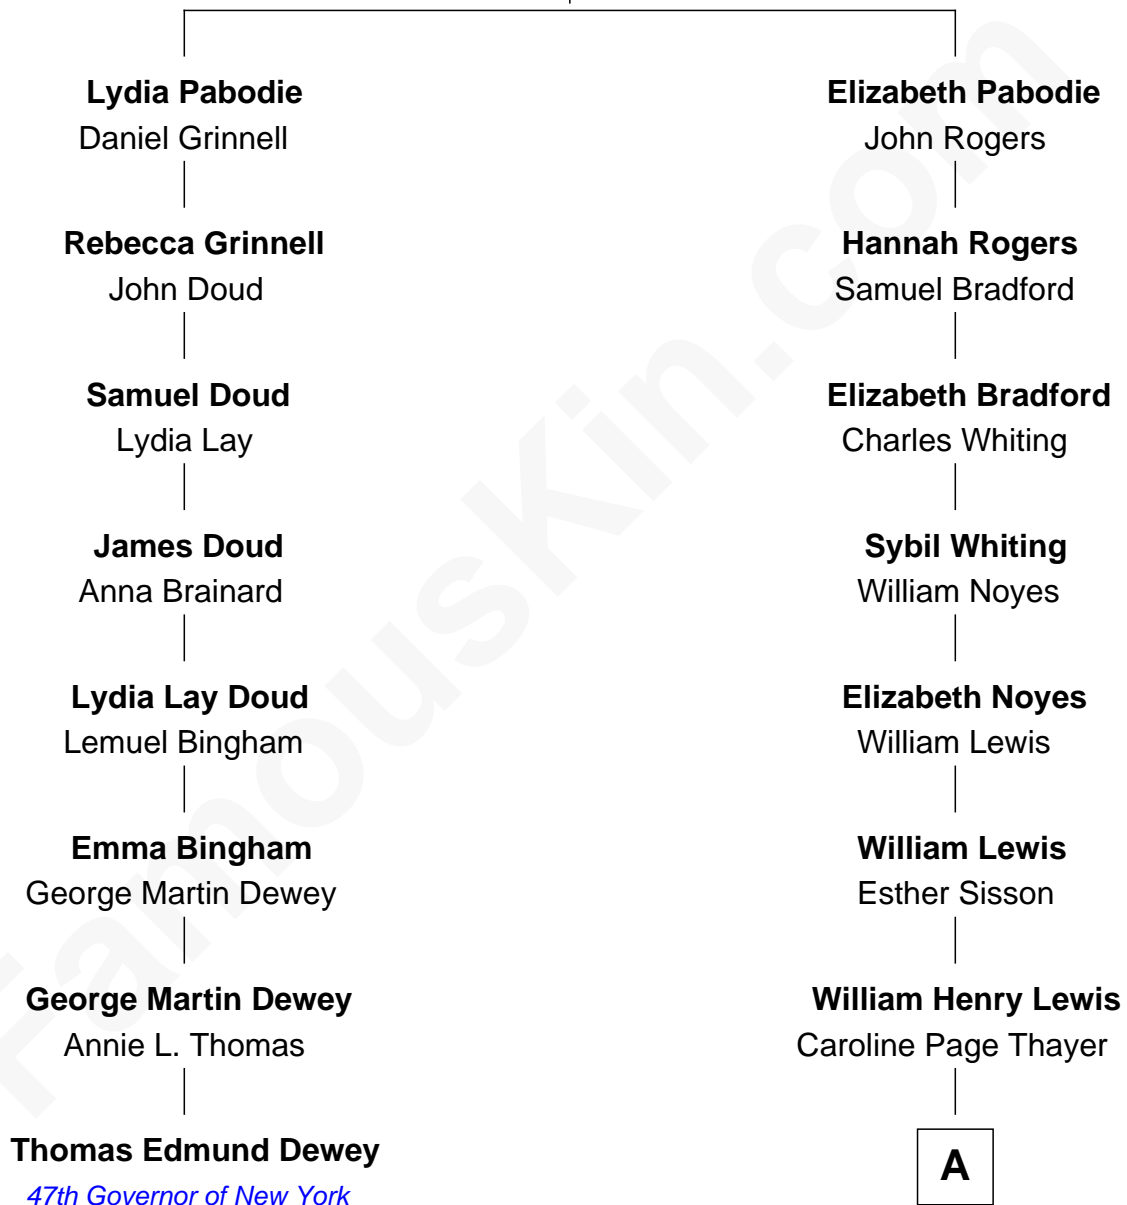 Lydia Pabodie
Daniel Grinnell
Elizabeth Pabodie
John Rogers
Rebecca Grinnell
John Doud
Hannah Rogers
Samuel Bradford
Samuel Doud
Lydia Lay
Elizabeth Bradford
Charles Whiting
James Doud
Anna Brainard
Sybil Whiting
William Noyes
Lydia Lay Doud
Lemuel Bingham
Elizabeth Noyes
William Lewis
Emma Bingham
George Martin Dewey
William Lewis
Esther Sisson
George Martin Dewey
Annie L. Thomas
William Henry Lewis
Caroline Page Thayer
Thomas Edmund Dewey
47th Governor of New York
A
FamousKin.com